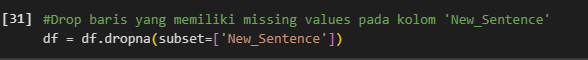 [31] #Drop baris yang memiliki missing values pada kolom 'New_Sentence'
df = df.dropna(subset=['New_Sentence'])